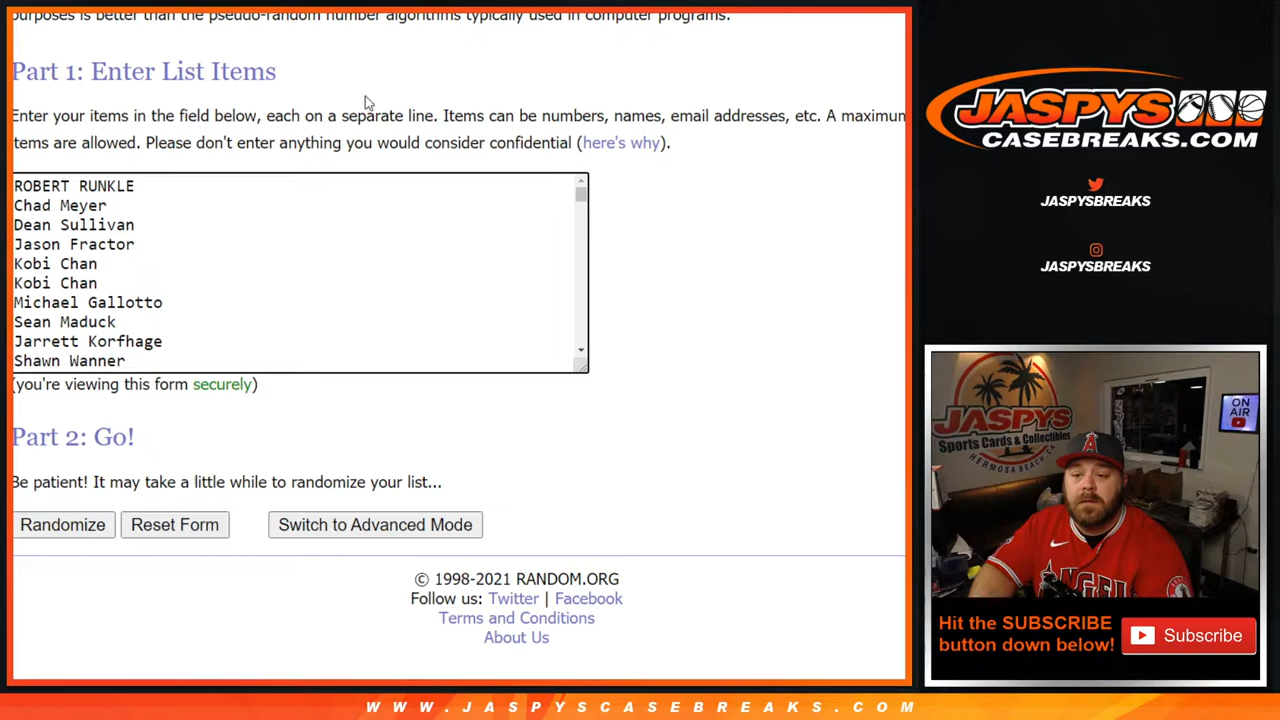 purposes is better than the pseudo-random number algorithms typically used in computer programs.
Part 1: Enter List Items
Enter your items in the field below, each on a separate line. Items can be numbers, names, email addresses, etc. A maximum
items are allowed. Please don't enter anything you would consider confidential (here's why).
ROBERT RUNKLE
Chad Meyer
Dean Sullivan
Jason Fractor
Kobi Chan
Kobi Chan
Michael Gallotto
Sean Maduck
Jarrett Korfhage
Shawn Wanner
(you're viewing this form securely)
Part 2: Go!
Be patient! It may take a little while to randomize your list...
Randomize
Reset Form
Switch to Advanced Mode
© 1998-2021 RANDOM.ORG
Follow us: Twitter | Facebook
Terms and Conditions
About Us
JASPYS
CASEBREAKS.COM
JASPYSBREAKS
JASPYSBREAKS
JASPYS
Sports Cards & Collectibles
HERMOSA BEACH, CA
ON AIR
A
ANGELS
Hit the SUBSCRIBE
button down below!
Subscribe
WWW.JASPYSCASEBREAKS.COM